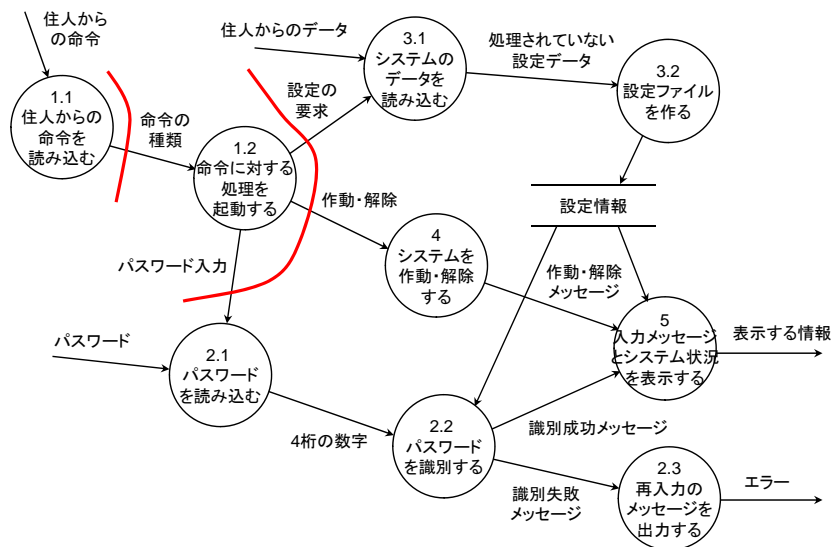 住人から
の命令
1.1
住人からの
命令を
読み込む
命令の
種類
1.2
命令に対する
処理を
起動する
住人からのデータ
設定の
要求
3.1
システムの
データを
読み込む
処理されていない
設定データ
3.2
設定ファイル
を作る
設定情報
作動・解除
4
システムを
作動・解除
する
作動・解除
メッセージ
パスワード入力
パスワード
2.1
パスワード
を読み込む
4桁の数字
2.2
パスワード
を識別する
5
入力メッセージ
とシステム状況
を表示する
表示する情報
識別成功メッセージ
識別失敗
メッセージ
2.3
再入力の
メッセージを
出力する
エラー